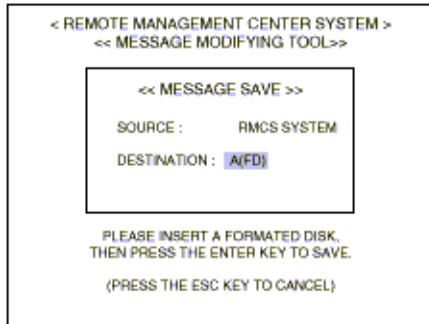 < REMOTE MANAGEMENT CENTER SYSTEM >
<< MESSAGE MODIFYING TOOL>>
<< MESSAGE SAVE >>
SOURCE : RMCS SYSTEM
DESTINATION : A(FD)
PLEASE INSERT A FORMATED DISK,
THEN PRESS THE ENTER KEY TO SAVE.
(PRESS THE ESC KEY TO CANCEL)